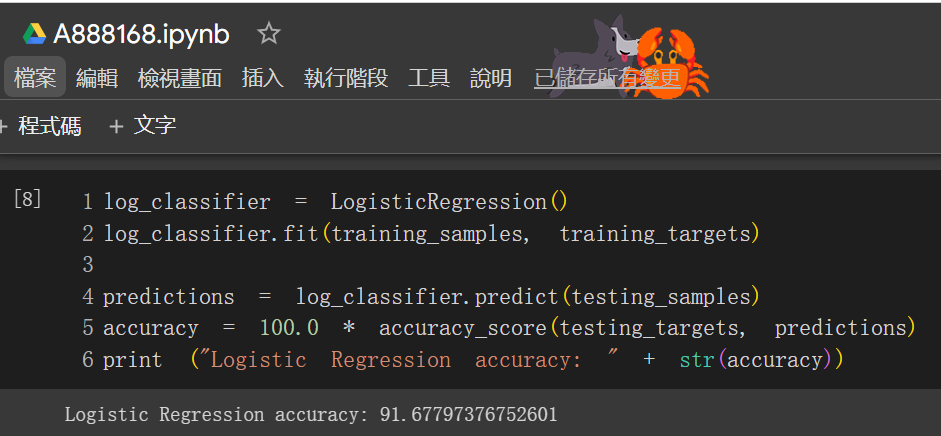 A888168.ipynb
檔案 編輯 檢視畫面 插入 執行階段 工具 說明 已儲存所有變更
+ 程式碼 + 文字
[8] 1 log_classifier = LogisticRegression()
2 log_classifier.fit(training_samples, training_targets)
3
4 predictions = log_classifier.predict(testing_samples)
5 accuracy = 100.0 * accuracy_score(testing_targets, predictions)
6 print ("Logistic Regression accuracy: " + str(accuracy))
Logistic Regression accuracy: 91.67797376752601